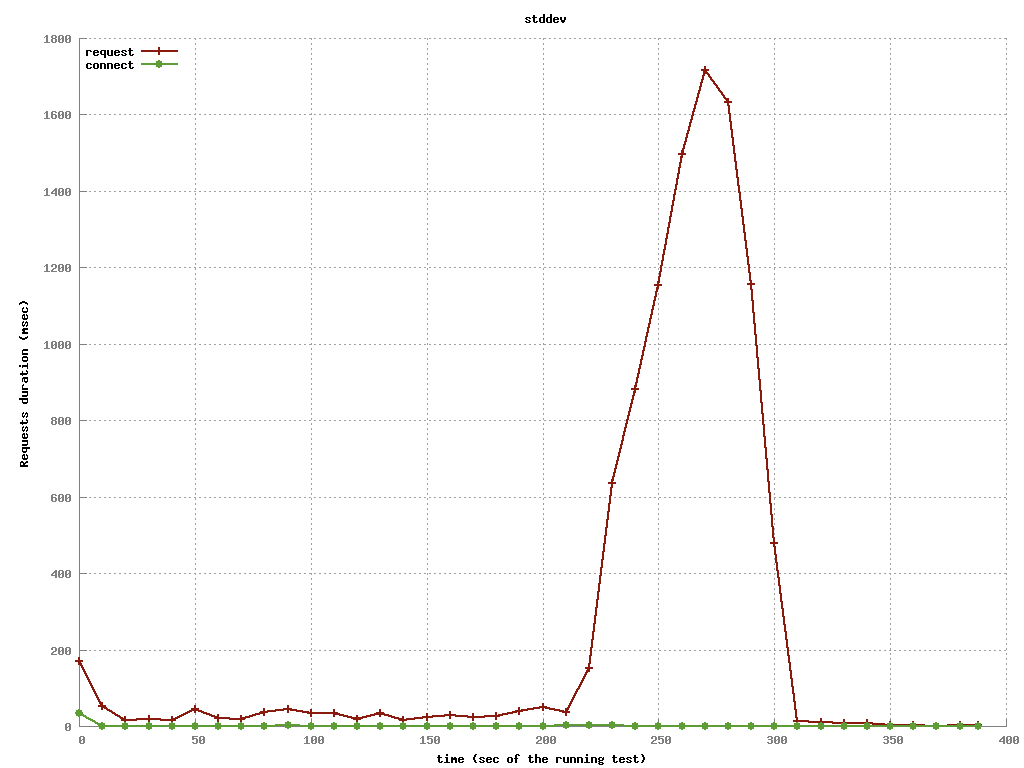 stddev
1800
1600
1400
1200
1000
800
600
400
200
0
request
connect
Requests duration (msec)
0 50 100 150 200 250 300 350 400
time (sec of the running test)